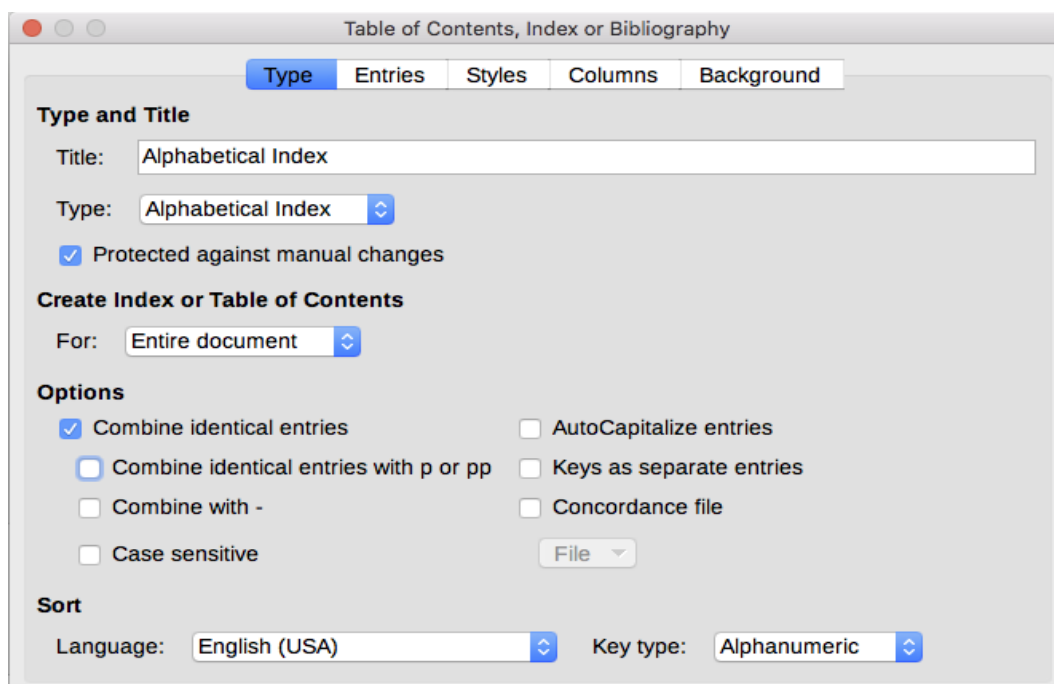 Table of Contents, Index or Bibliography
Type Entries Styles Columns Background
Type and Title
Title: Alphabetical Index
Type: Alphabetical Index
Protected against manual changes
Create Index or Table of Contents
For: Entire document
Options
Combine identical entries AutoCapitalize entries
Combine identical entries with p or pp Keys as separate entries
Combine with - Concordance file
Case sensitive File
Sort
Language: English (USA) Key type: Alphanumeric